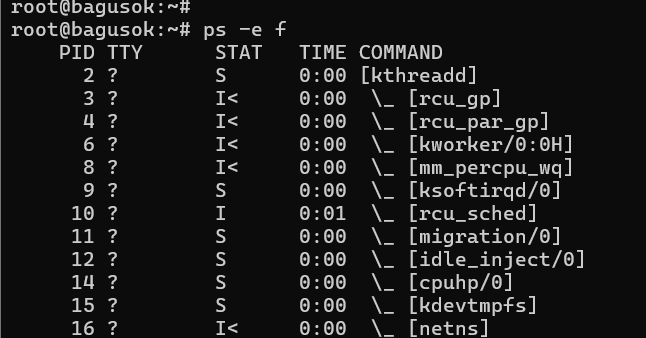 root@bagusok:~#
root@bagusok:~# ps -e f
    PID TTY      STAT   TIME COMMAND
      2 ?        S      0:00 [kthreadd]
      3 ?        I<     0:00  \_ [rcu_gp]
      4 ?        I<     0:00  \_ [rcu_par_gp]
      6 ?        I<     0:00  \_ [kworker/0:0H]
      8 ?        I<     0:00  \_ [mm_percpu_wq]
      9 ?        S      0:00  \_ [ksoftirqd/0]
     10 ?        I      0:01  \_ [rcu_sched]
     11 ?        S      0:00  \_ [migration/0]
     12 ?        S      0:00  \_ [idle_inject/0]
     14 ?        S      0:00  \_ [cpuhp/0]
     15 ?        S      0:00  \_ [kdevtmpfs]
     16 ?        I<     0:00  \_ [netns]